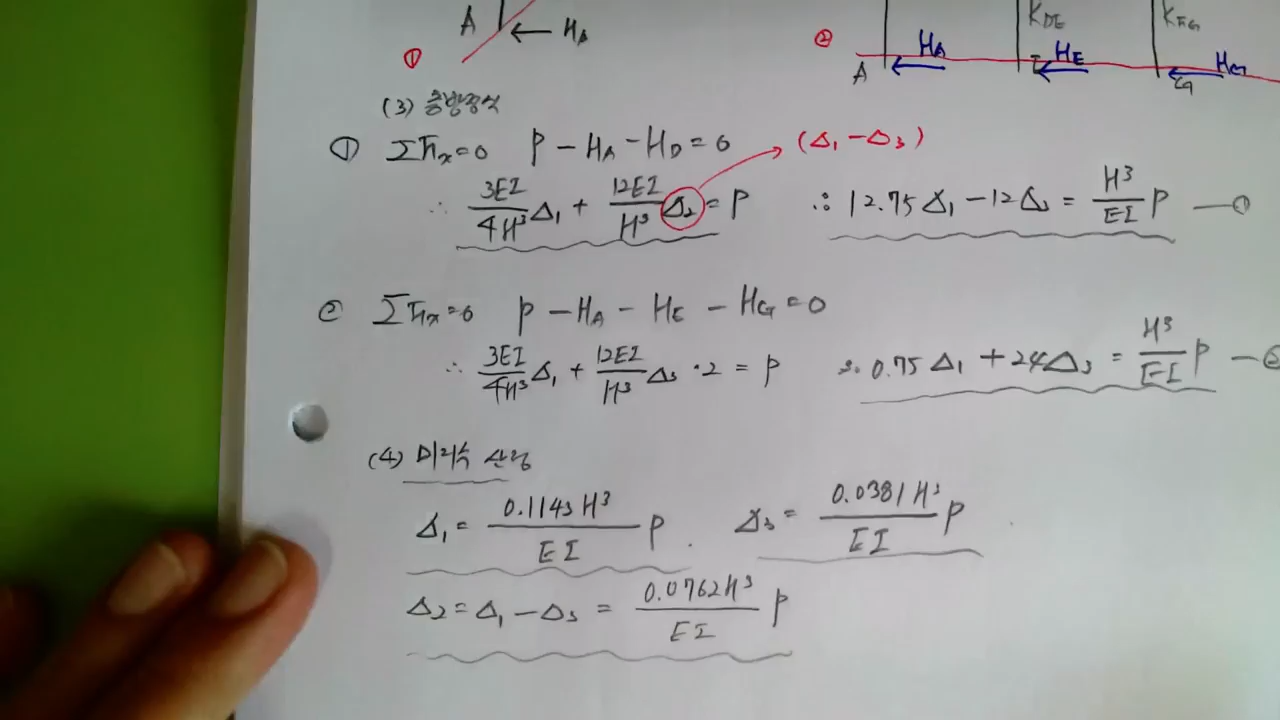 A ← H_A
①
② A H_A K_DE H_E K_FG G H_G
(3) 층방정식
① ΣF_x=0 P - H_A - H_D = 0 (Δ₁ - Δ₃)
∴ 3EI/4H³ Δ₁ + 12EI/H³ Δ₂ = P ∴ 12.75Δ₁ - 12Δ₃ = H³/EI P —①
② ΣF_x=0 P - H_A - H_E - H_G = 0
∴ 3EI/4H³ Δ₁ + 12EI/H³ Δ₃ · 2 = P ∴ 0.75Δ₁ + 24Δ₃ = H³/EI P —②
(4) 미지수 산정
Δ₁ = 0.1143H³/EI P . Δ₃ = 0.0381H³/EI P
Δ₂ = Δ₁ - Δ₃ = 0.0762H³/EI P